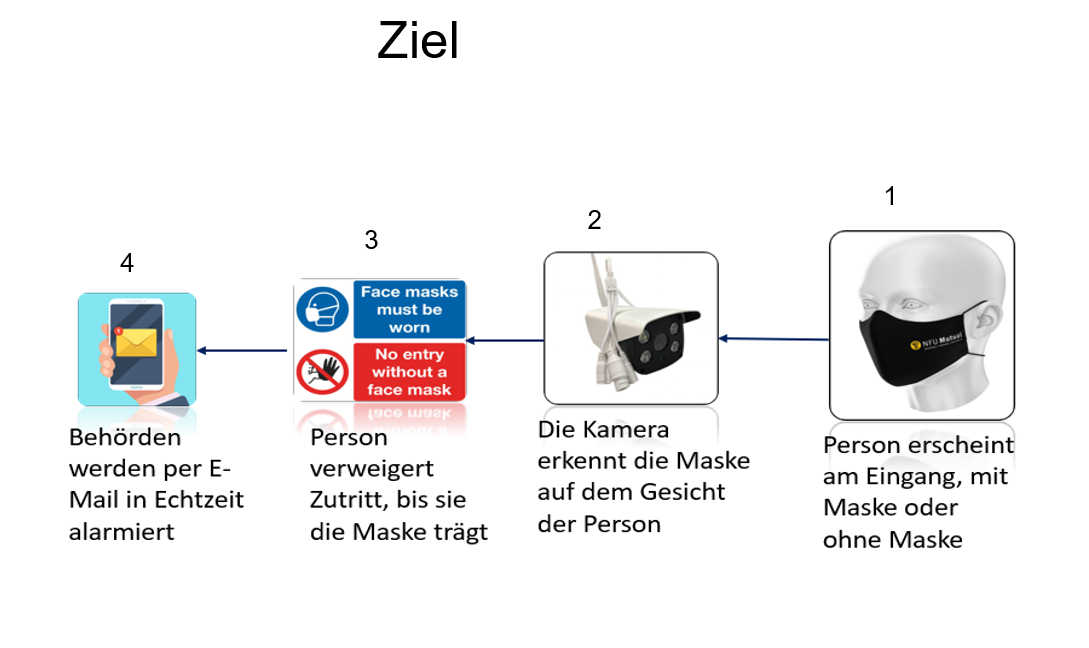 Ziel
1
2
3
4
NFU Mutual
Face masks
must be
worn
No entry
without a
face mask
Person erscheint
am Eingang, mit
Maske oder
ohne Maske
Die Kamera
erkennt die Maske
auf dem Gesicht
der Person
Person
verweigert
Zutritt, bis sie
die Maske trägt
Behörden
werden per E-
Mail in Echtzeit
alarmiert